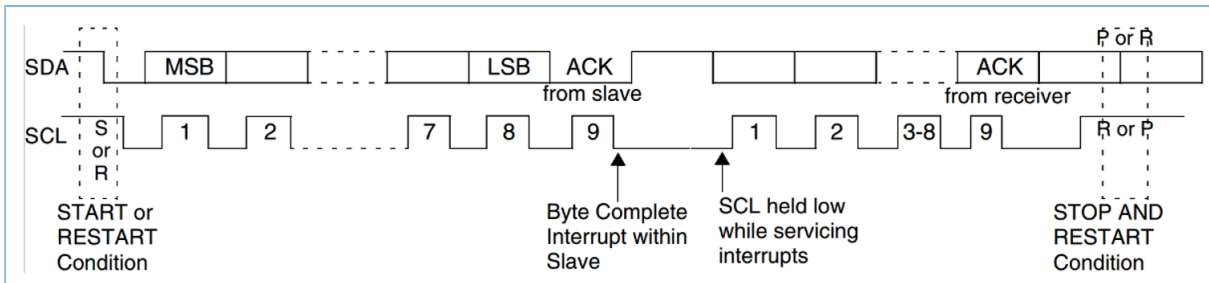 P or R
SDA MSB LSB ACK ACK
from slave from receiver
SCL S or R 1 2 7 8 9 1 2 3-8 9 R or P
START or
RESTART
Condition
Byte Complete
Interrupt within
Slave
SCL held low
while servicing
interrupts
STOP AND
RESTART
Condition